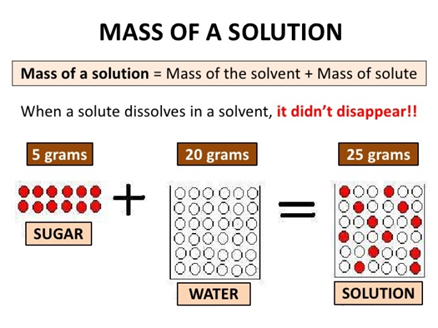 MASS OF A SOLUTION
Mass of a solution = Mass of the solvent + Mass of solute
When a solute dissolves in a solvent, it didn't disappear!!
5 grams
20 grams
25 grams
+
=
SUGAR
WATER
SOLUTION